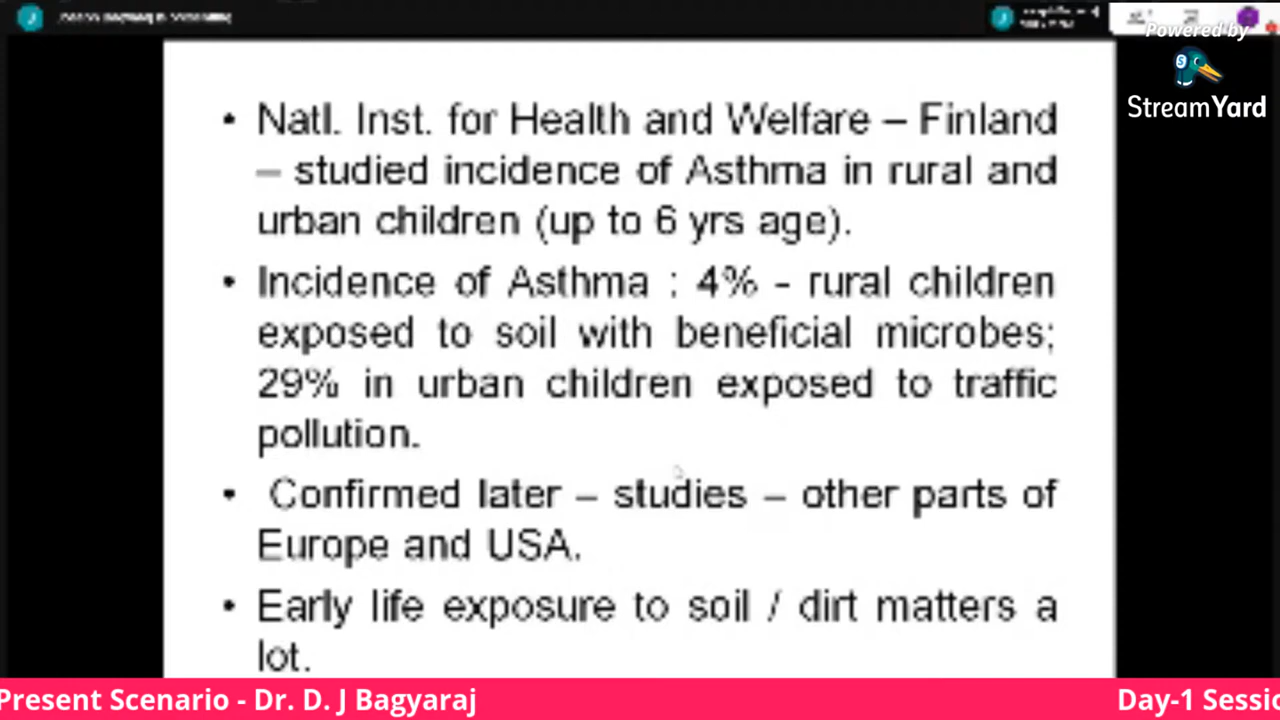 Powered by
StreamYard
• Natl. Inst. for Health and Welfare – Finland
– studied incidence of Asthma in rural and
urban children (up to 6 yrs age).
• Incidence of Asthma : 4% - rural children
exposed to soil with beneficial microbes;
29% in urban children exposed to traffic
pollution.
• Confirmed later – studies – other parts of
Europe and USA.
• Early life exposure to soil / dirt matters a
lot.
Present Scenario - Dr. D. J Bagyaraj
Day-1 Sessio